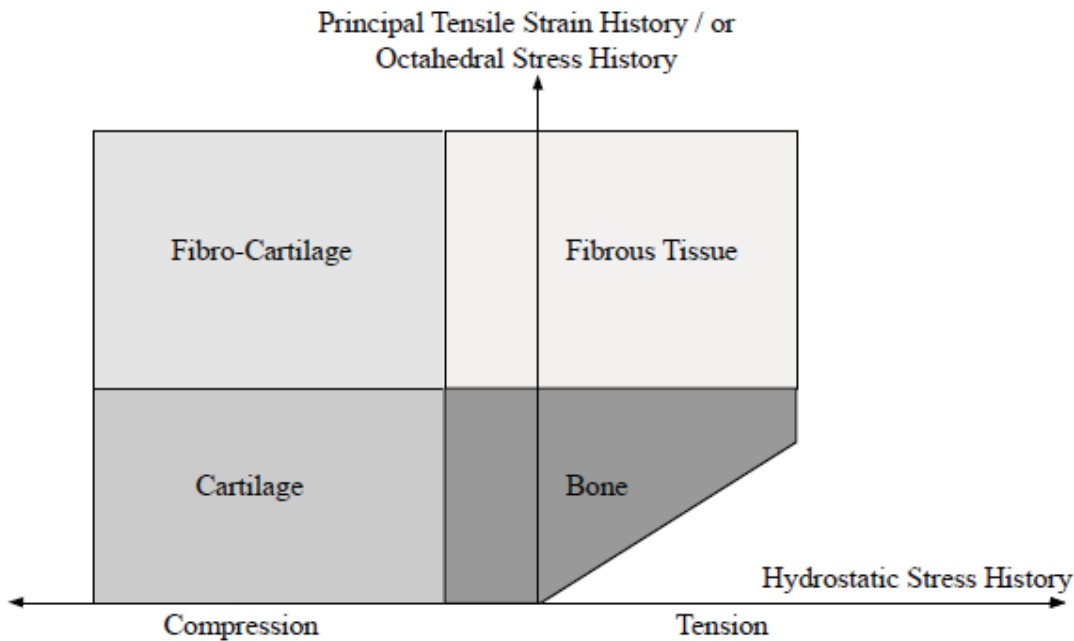 Principal Tensile Strain History / or
Octahedral Stress History
Fibro-Cartilage
Fibrous Tissue
Cartilage
Bone
Hydrostatic Stress History
Compression
Tension